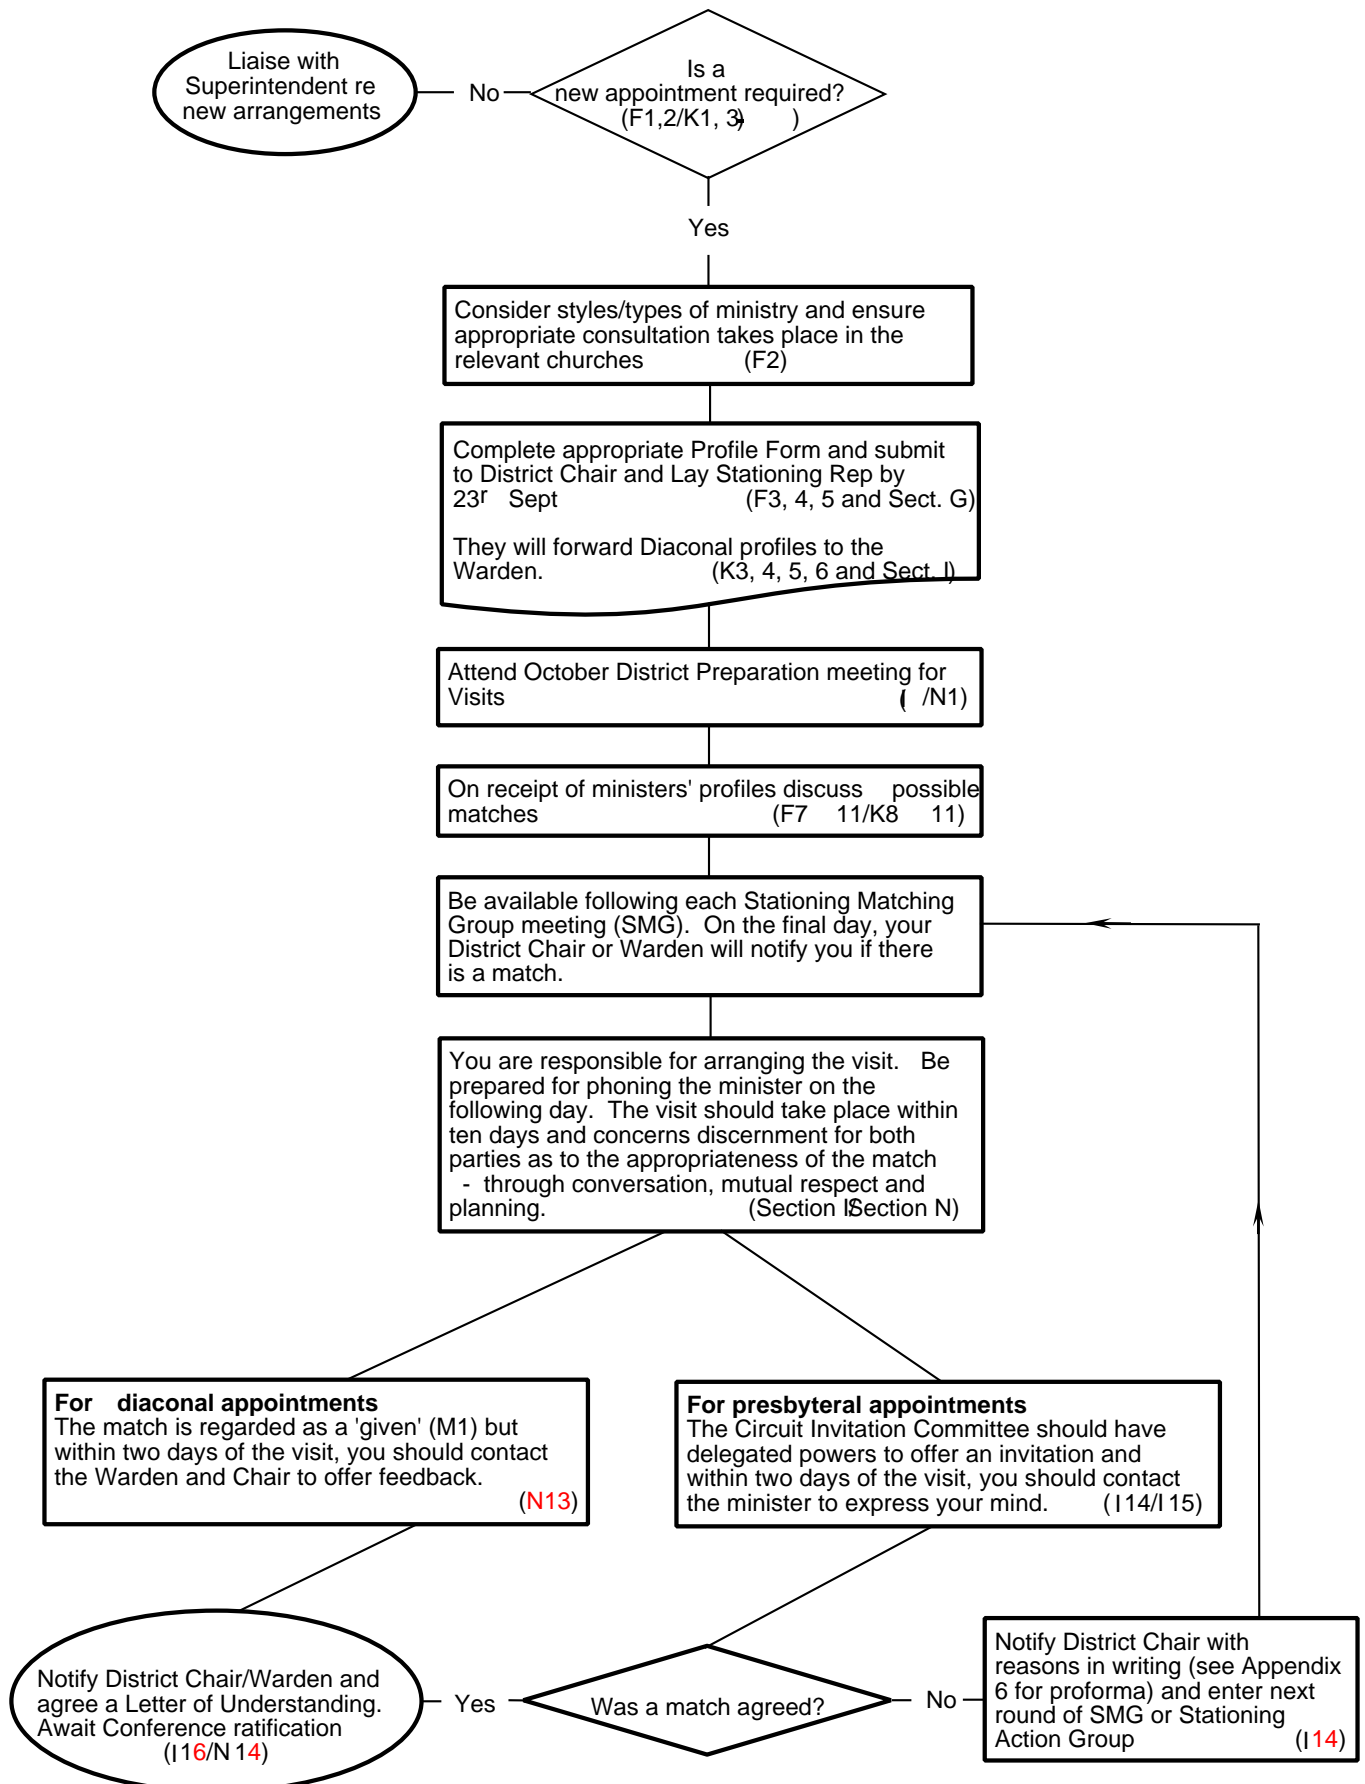 Liaise with
Superintendent re
new arrangements
No
Is a
new appointment required?
(F1,2/K1, 3) )
Yes
Consider styles/types of ministry and ensure
appropriate consultation takes place in the
relevant churches (F2)
Complete appropriate Profile Form and submit
to District Chair and Lay Stationing Rep by
23r Sept (F3, 4, 5 and Sect. G)
They will forward Diaconal profiles to the
Warden. (K3, 4, 5, 6 and Sect. I)
Attend October District Preparation meeting for
Visits ( /N1)
On receipt of ministers' profiles discuss possible
matches (F7 11/K8 11)
Be available following each Stationing Matching
Group meeting (SMG). On the final day, your
District Chair or Warden will notify you if there
is a match.
You are responsible for arranging the visit. Be
prepared for phoning the minister on the
following day. The visit should take place within
ten days and concerns discernment for both
parties as to the appropriateness of the match
- through conversation, mutual respect and
planning. (Section I/Section N)
For diaconal appointments
The match is regarded as a 'given' (M1) but
within two days of the visit, you should contact
the Warden and Chair to offer feedback.
(N13)
For presbyteral appointments
The Circuit Invitation Committee should have
delegated powers to offer an invitation and
within two days of the visit, you should contact
the minister to express your mind. (I14/I15)
Notify District Chair/Warden and
agree a Letter of Understanding.
Await Conference ratification
(I16/N14)
Yes
Was a match agreed?
No
Notify District Chair with
reasons in writing (see Appendix
6 for proforma) and enter next
round of SMG or Stationing
Action Group (I14)